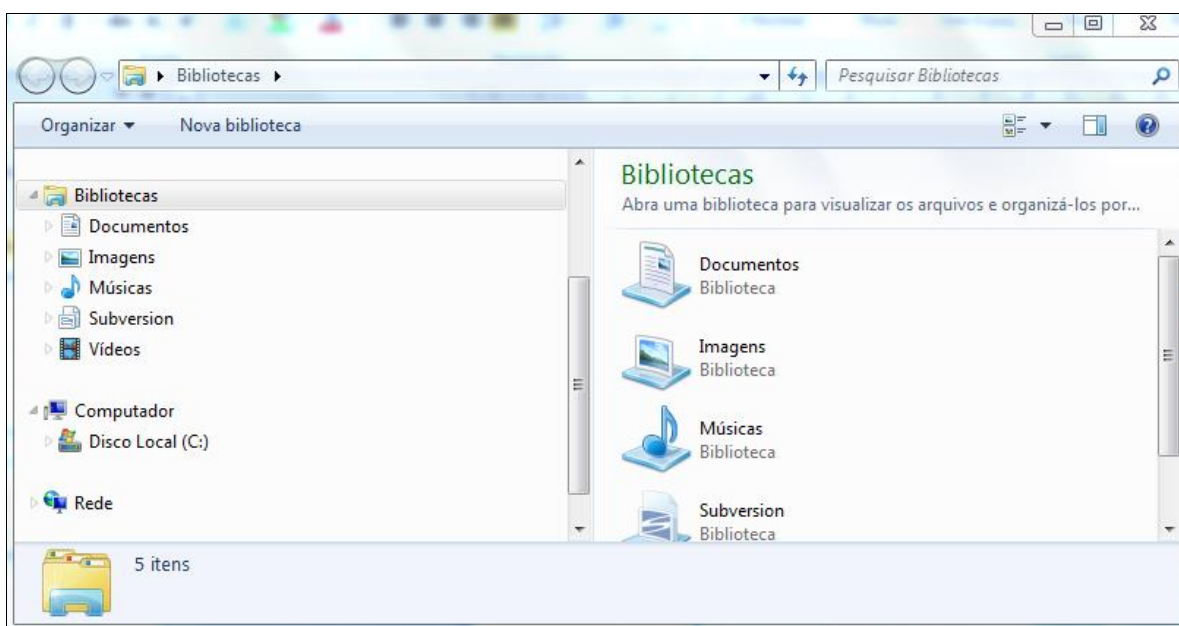 Bibliotecas
Pesquisar Bibliotecas
Organizar
Nova biblioteca
Bibliotecas
Documentos
Imagens
Músicas
Subversion
Vídeos
Computador
Disco Local (C:)
Rede
Bibliotecas
Abra uma biblioteca para visualizar os arquivos e organizá-los por...
Documentos
Biblioteca
Imagens
Biblioteca
Músicas
Biblioteca
Subversion
Biblioteca
5 itens